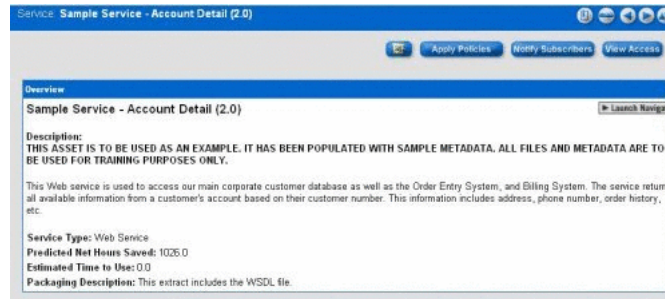 Service: Sample Service - Account Detail (2.0)
Apply Policies Notify Subscribers View Access
Overview
Sample Service - Account Detail (2.0)
Launch Naviga
Description:
THIS ASSET IS TO BE USED AS AN EXAMPLE. IT HAS BEEN POPULATED WITH SAMPLE METADATA. ALL FILES AND METADATA ARE TO
BE USED FOR TRAINING PURPOSES ONLY.
This Web service is used to access our main corporate customer database as well as the Order Entry System, and Billing System. The service return
all available information from a customer's account based on their customer number. This information includes address, phone number, order history,
etc.
Service Type: Web Service
Predicted Net Hours Saved: 1026.0
Estimated Time to Use: 0.0
Packaging Description: This extract includes the WSDL file.